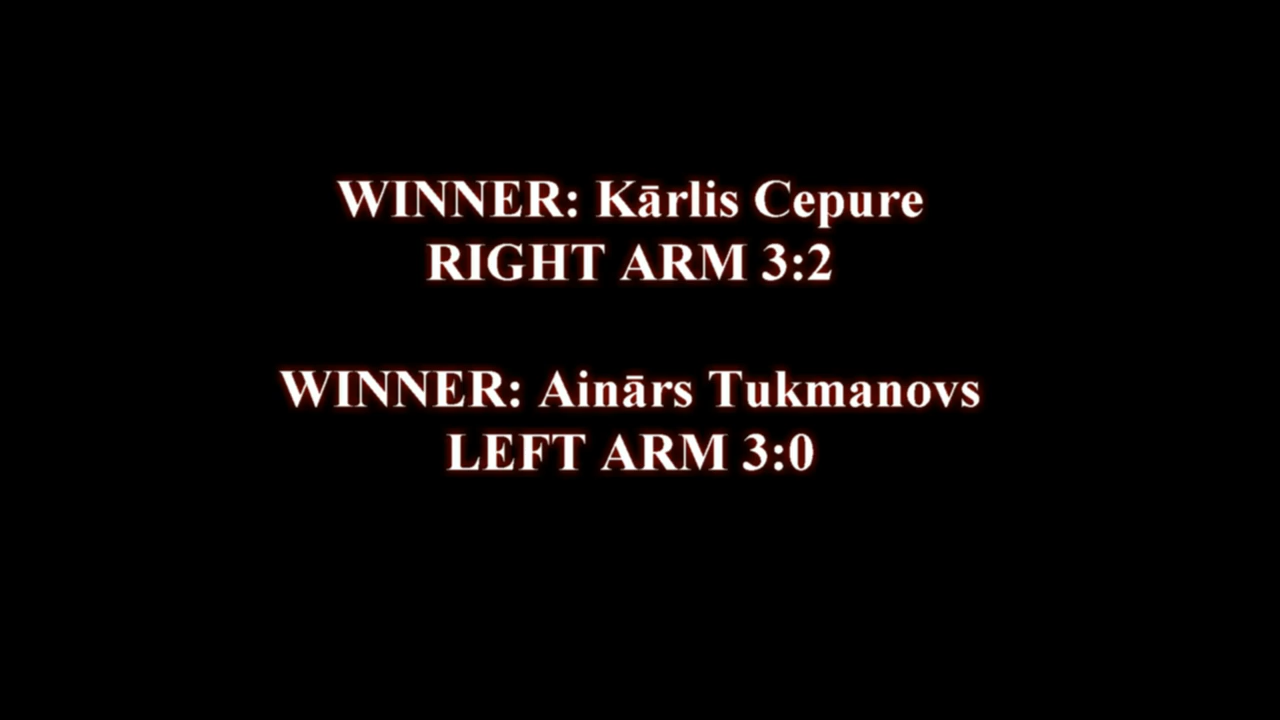 WINNER: Kārlis Cepure
RIGHT ARM 3:2
WINNER: Ainārs Tukmanovs
LEFT ARM 3:0